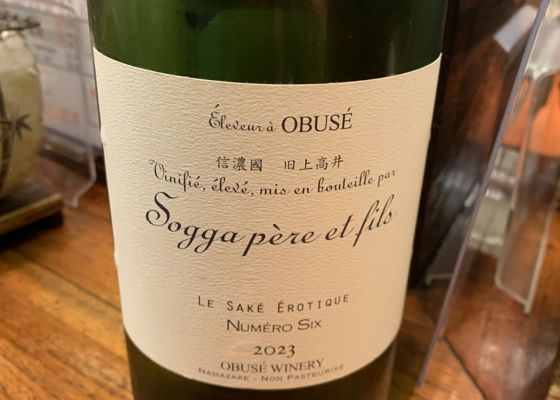 Éleveur à OBUSÉ
信濃國 旧上高井
Vinifié, élevé, mis en bouteille par
Sogga père et fils
LE SAKÉ ÉROTIQUE
NUMÉRO SIX
2023
OBUSÉ WINERY
NAMAZAKE - NON PASTEURISÉ